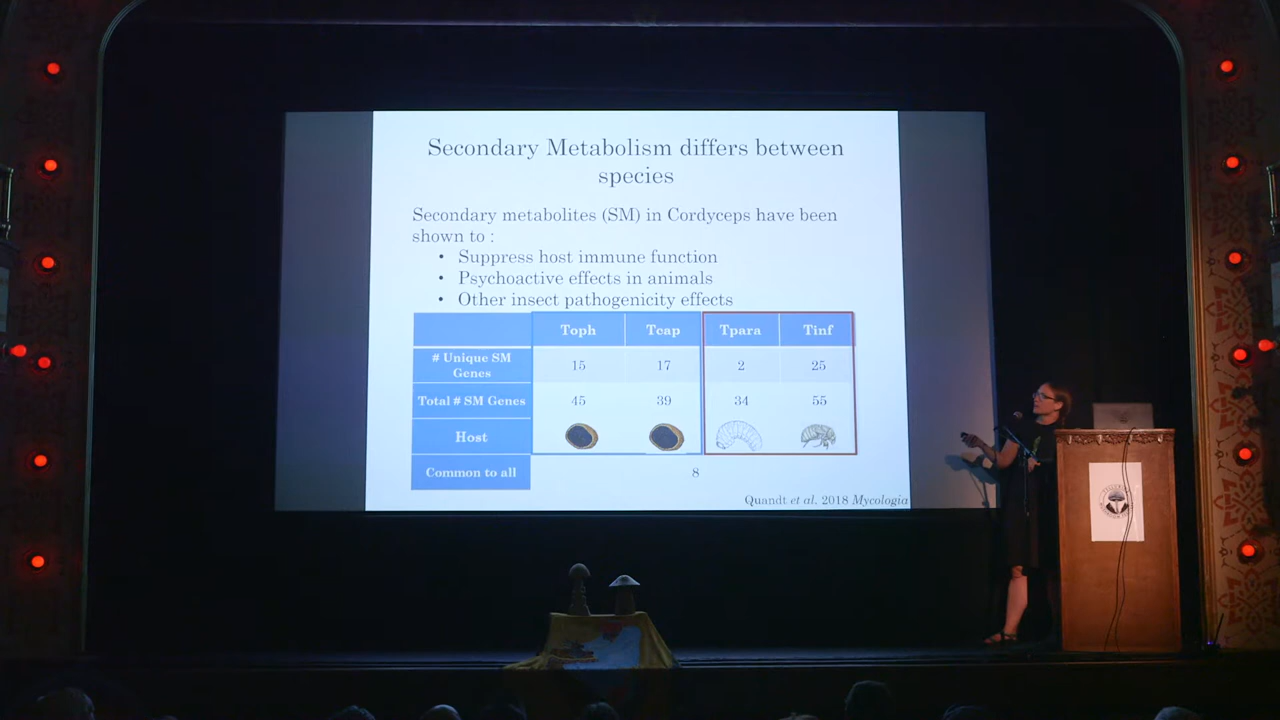 Secondary Metabolism differs between
species
Secondary metabolites (SM) in Cordyceps have been
shown to :
• Suppress host immune function
• Psychoactive effects in animals
• Other insect pathogenicity effects
Toph Tcap Tpara Tinf
# Unique SM
Genes
15 17 2 25
Total # SM Genes 45 39 34 55
Host
Common to all 8
Quandt et al. 2018 Mycologia